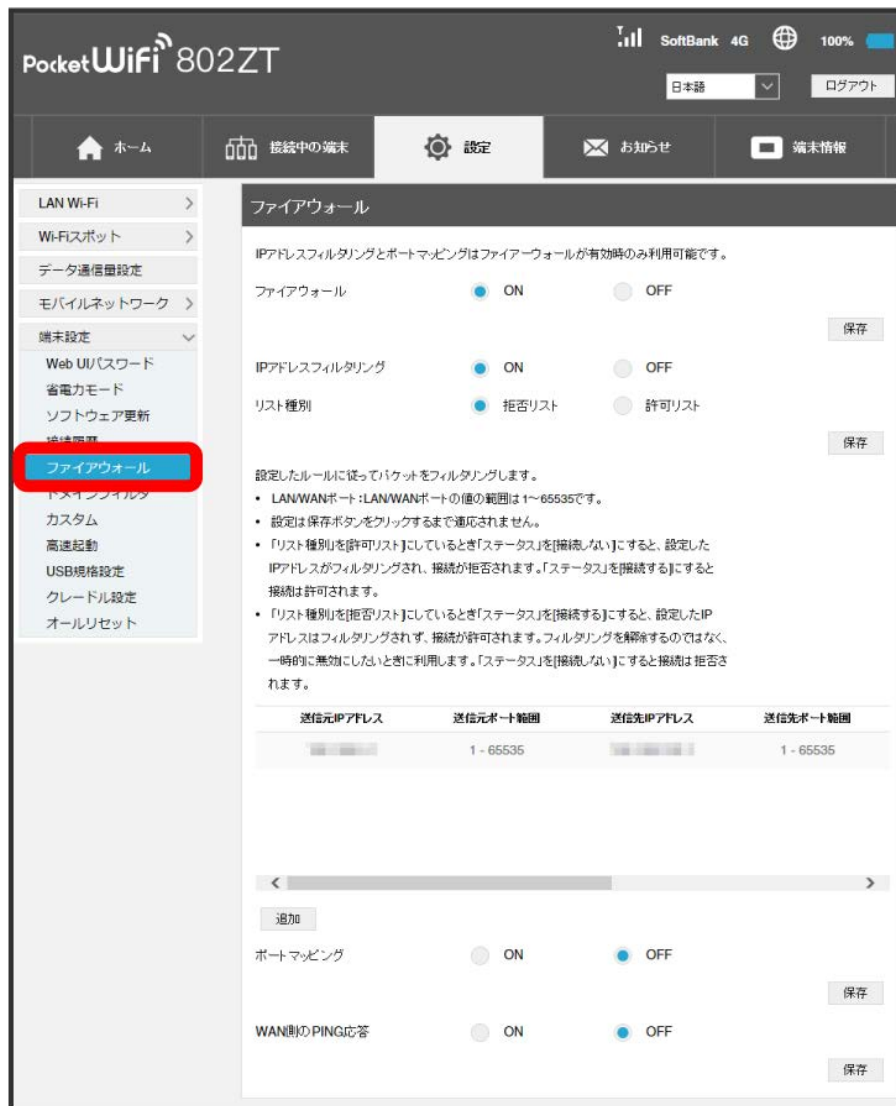 Pocket WiFi 802ZT
SoftBank 4G 100%
日本語 ログアウト
ホーム 接続中の端末 設定 お知らせ 端末情報
LAN Wi-Fi
Wi-Fiスポット
データ通信量設定
モバイルネットワーク
端末設定
Web UIパスワード
省電力モード
ソフトウェア更新
接続履歴
ファイアウォール
ドメインフィルタ
カスタム
高速起動
USB規格設定
クレードル設定
オールリセット
ファイアウォール
IPアドレスフィルタリングとポートマッピングはファイアーウォールが有効時のみ利用可能です。
ファイアウォール ON OFF
保存
IPアドレスフィルタリング ON OFF
リスト種別 拒否リスト 許可リスト
保存
設定したルールに従ってパケットをフィルタリングします。
• LAN/WANポート：LAN/WANポートの値の範囲は1～65535です。
• 設定は保存ボタンをクリックするまで適応されません。
• 「リスト種別」を[許可リスト]にしているとき「ステータス」を[接続しない]にすると、設定した
IPアドレスがフィルタリングされ、接続が拒否されます。「ステータス」を[接続する]にすると
接続は許可されます。
• 「リスト種別」を[拒否リスト]にしているとき「ステータス」を[接続する]にすると、設定したIP
アドレスはフィルタリングされず、接続が許可されます。フィルタリングを解除するのではなく、
一時的に無効にしたいときに利用します。「ステータス」を[接続しない]にすると接続は拒否さ
れます。
送信元IPアドレス 送信元ポート範囲 送信先IPアドレス 送信先ポート範囲
1 - 65535 1 - 65535
追加
ポートマッピング ON OFF
保存
WAN側のPING応答 ON OFF
保存